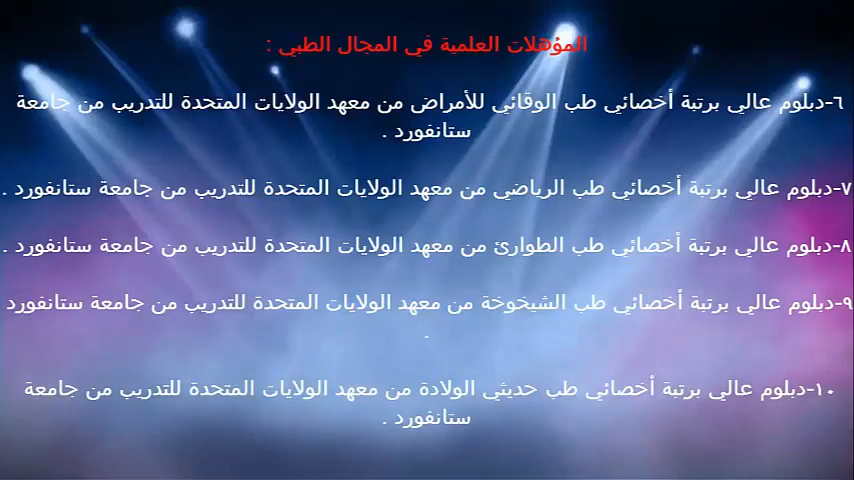 المؤهلات العلمية في المجال الطبي :
٦-دبلوم عالي برتبة أخصائي طب الوقائي للأمراض من معهد الولايات المتحدة للتدريب من جامعة
ستانفورد .
٧-دبلوم عالي برتبة أخصائي طب الرياضي من معهد الولايات المتحدة للتدريب من جامعة ستانفورد .
٨-دبلوم عالي برتبة أخصائي طب الطوارئ من معهد الولايات المتحدة للتدريب من جامعة ستانفورد .
٩-دبلوم عالي برتبة أخصائي طب الشيخوخة من معهد الولايات المتحدة للتدريب من جامعة ستانفورد
.
١٠-دبلوم عالي برتبة أخصائي طب حديثي الولادة من معهد الولايات المتحدة للتدريب من جامعة
ستانفورد .